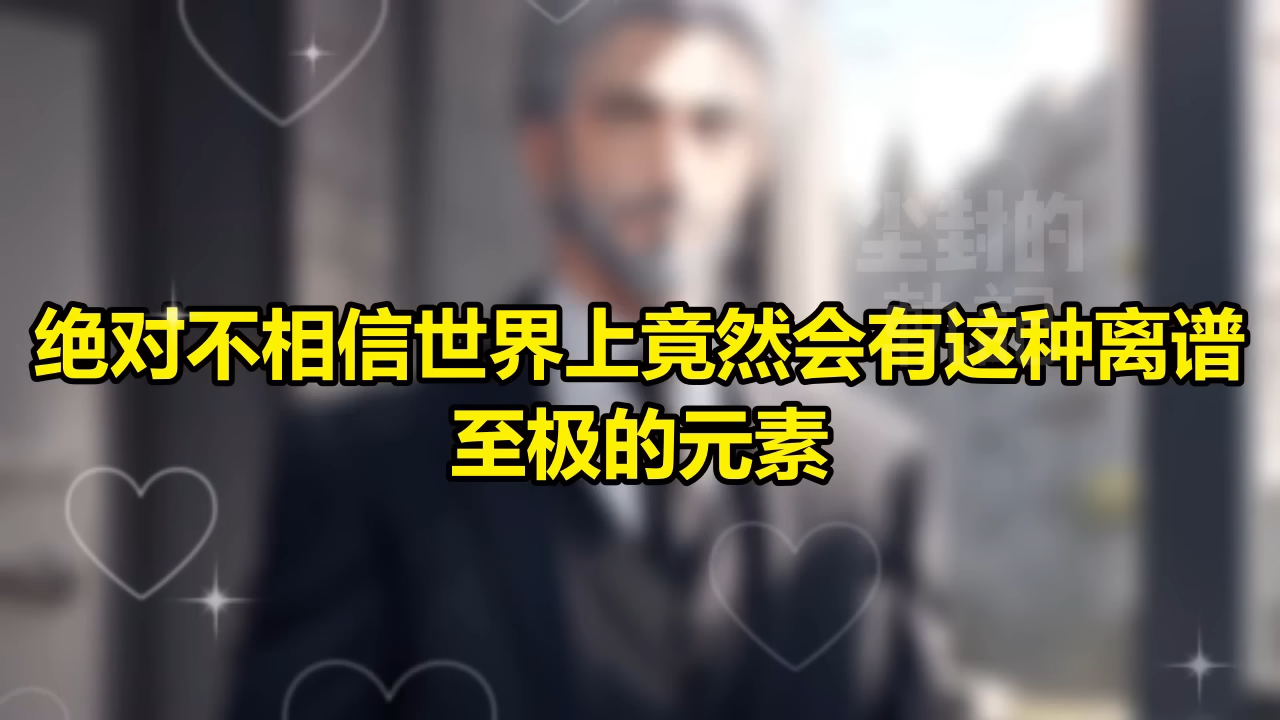 尘封的
绝对不相信世界上竟然会有这种离谱
至极的元素